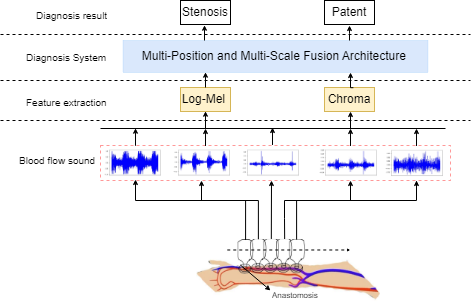 Diagnosis result
Stenosis
Patent
Diagnosis System
Multi-Position and Multi-Scale Fusion Architecture
Feature extraction
Log-Mel
Chroma
Blood flow sound
Anastomosis